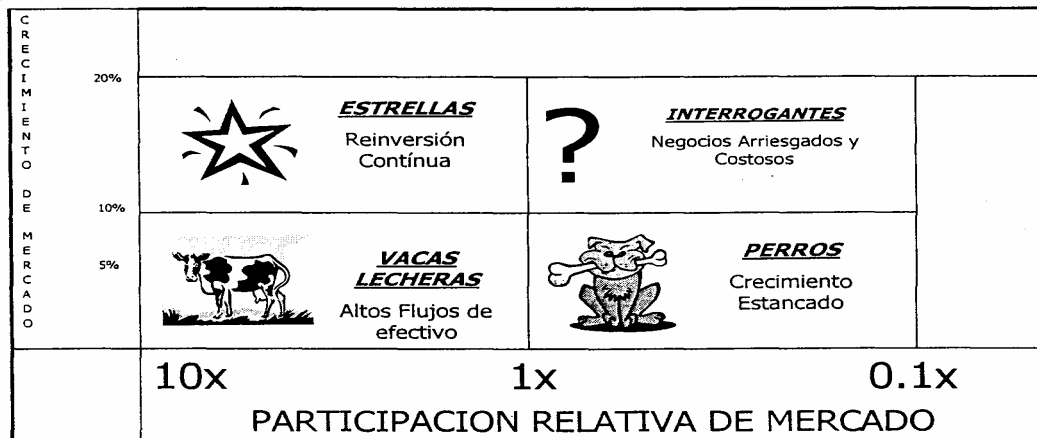 CRECIMIENTO DE MERCADO
20%
ESTRELLAS
Reinversión
Contínua
?
INTERROGANTES
Negocios Arriesgados y
Costosos
10%
5%
VACAS
LECHERAS
Altos Flujos de
efectivo
PERROS
Crecimiento
Estancado
10x 1x 0.1x
PARTICIPACION RELATIVA DE MERCADO